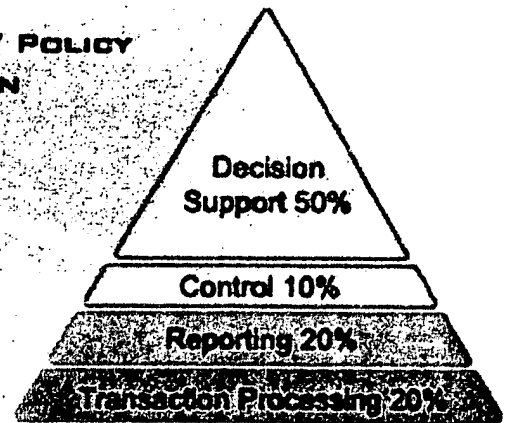 POLICY
N
Decision
Support 50%
Control 10%
Reporting 20%
Transaction Processing 20%